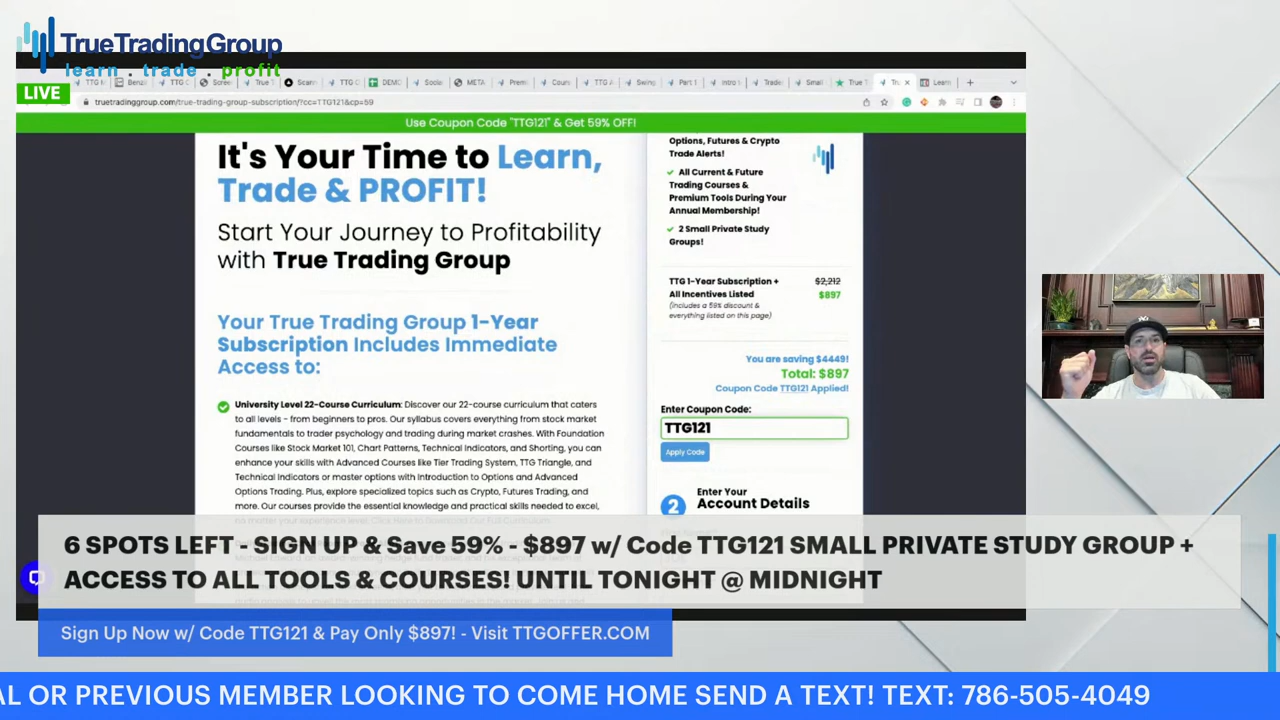 TrueTradingGroup
learn . trade . profit
LIVE
truetradinggroup.com/true-trading-group-subscription/?cc=TTG121&cp=59
Use Coupon Code "TTG121" & Get 59% OFF!
It's Your Time to Learn,
Trade & PROFIT!
Start Your Journey to Profitability
with True Trading Group
Your True Trading Group 1-Year
Subscription Includes Immediate
Access to:
University Level 22-Course Curriculum: Discover our 22-course curriculum that caters
to all levels - from beginners to pros. Our syllabus covers everything from stock market
fundamentals to trader psychology and trading during market crashes. With Foundation
Courses like Stock Market 101, Chart Patterns, Technical Indicators, and Shorting, you can
enhance your skills with Advanced Courses like Tier Trading System, TTG Triangle, and
Technical Indicators or master options with Introduction to Options and Advanced
Options Trading. Plus, explore specialized topics such as Crypto, Futures Trading, and
more. Our courses provide the essential knowledge and practical skills needed to excel,
Options, Futures & Crypto
Trade Alerts!
All Current & Future
Trading Courses &
Premium Tools During Your
Annual Membership!
2 Small Private Study
Groups!
TTG 1-Year Subscription + $2,212
All Incentives Listed $897
(includes a 59% discount &
everything listed on this page)
You are saving $4449!
Total: $897
Coupon Code TTG121 Applied!
Enter Coupon Code:
TTG121
Apply Code
2 Enter Your
Account Details
6 SPOTS LEFT - SIGN UP & Save 59% - $897 w/ Code TTG121 SMALL PRIVATE STUDY GROUP +
ACCESS TO ALL TOOLS & COURSES! UNTIL TONIGHT @ MIDNIGHT
Sign Up Now w/ Code TTG121 & Pay Only $897! - Visit TTGOFFER.COM
AL OR PREVIOUS MEMBER LOOKING TO COME HOME SEND A TEXT! TEXT: 786-505-4049